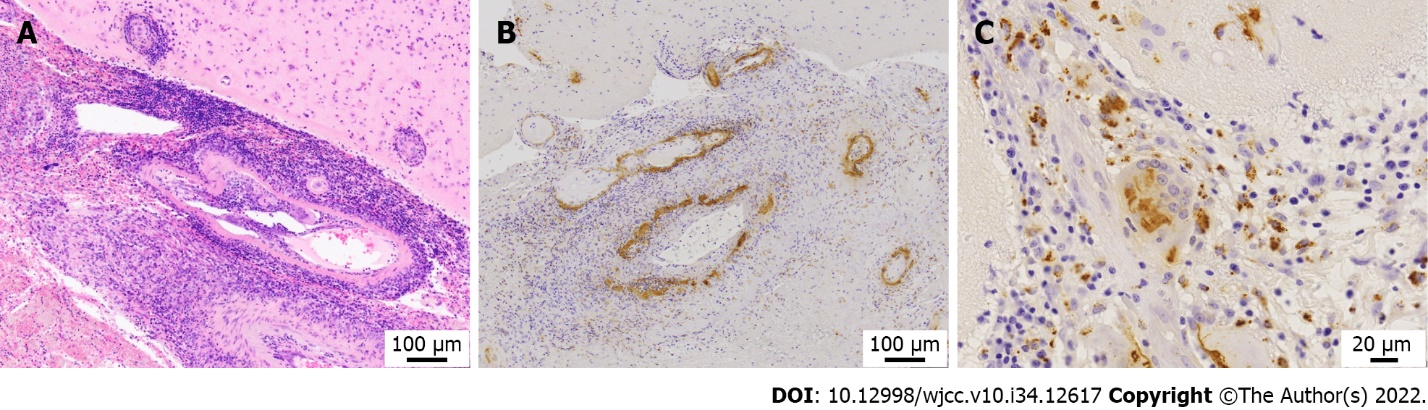 A
B
C
100 µm
100 µm
20 µm
DOI: 10.12998/wjcc.v10.i34.12617 Copyright ©The Author(s) 2022.